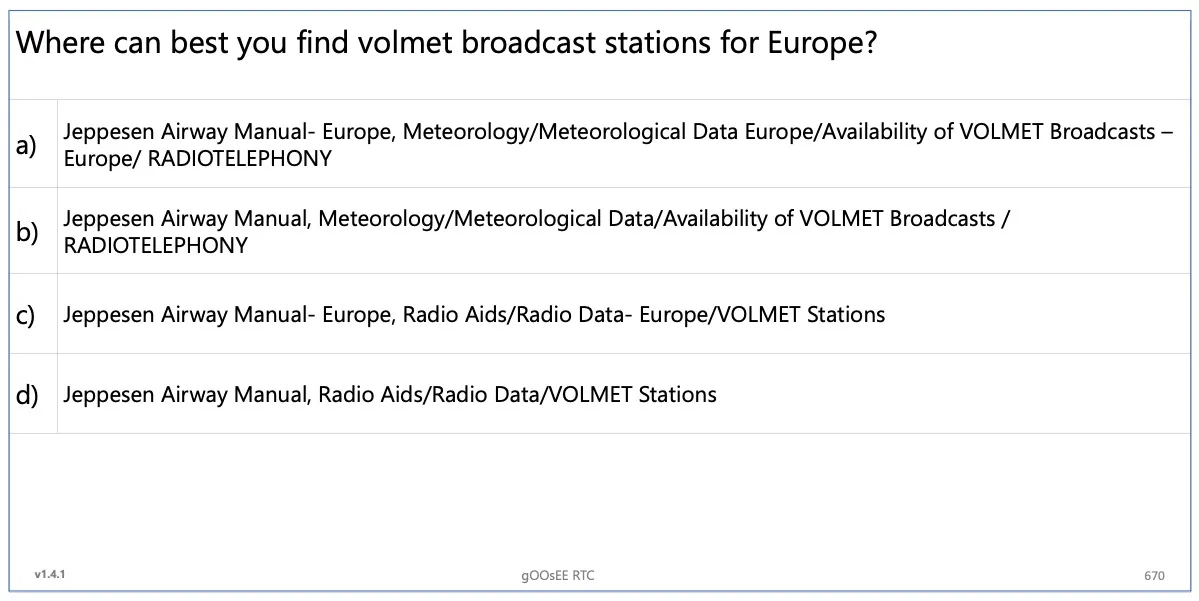 Where can best you find volmet broadcast stations for Europe?
a) Jeppesen Airway Manual- Europe, Meteorology/Meteorological Data Europe/Availability of VOLMET Broadcasts –
Europe/ RADIOTELEPHONY
b) Jeppesen Airway Manual, Meteorology/Meteorological Data/Availability of VOLMET Broadcasts /
RADIOTELEPHONY
c) Jeppesen Airway Manual- Europe, Radio Aids/Radio Data- Europe/VOLMET Stations
d) Jeppesen Airway Manual, Radio Aids/Radio Data/VOLMET Stations
v1.4.1 gOOsEE RTC 670